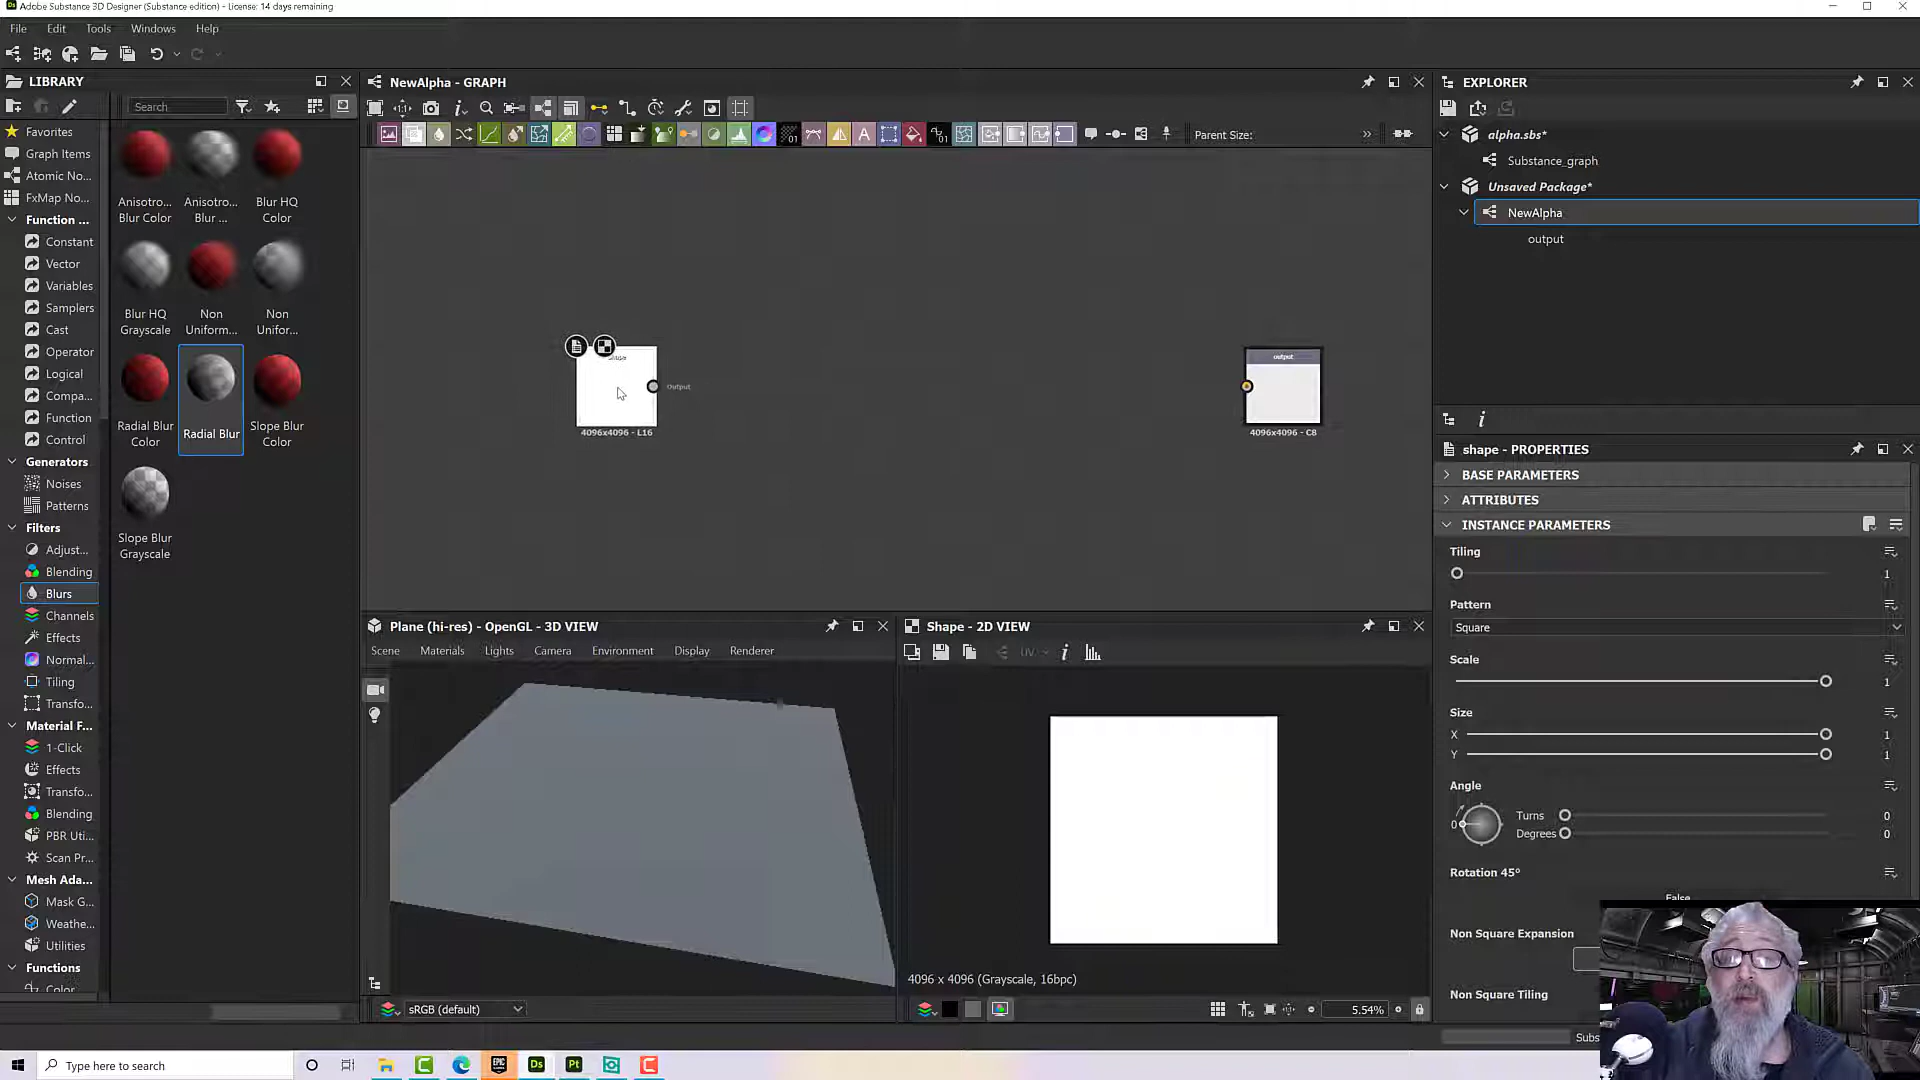 Adobe Substance 3D Designer (Substance edition) - License: 14 days remaining
File Edit Tools Windows Help
LIBRARY
Search
Favorites
Graph Items
Atomic No...
FxMap No...
Function ...
Constant
Vector
Variables
Samplers
Cast
Operator
Logical
Compa...
Function
Control
Generators
Noises
Patterns
Filters
Adjust...
Blending
Blurs
Channels
Effects
Normal...
Tiling
Transfo...
Material F...
1-Click
Effects
Transfo...
Blending
PBR Uti...
Scan Pr...
Mesh Ada...
Mask G...
Weathe...
Utilities
Functions
Color
Anisotro... Blur Color
Anisotro... Blur ...
Blur HQ Color
Blur HQ Grayscale
Non Uniform...
Non Unifor...
Radial Blur Color
Radial Blur
Slope Blur Color
Slope Blur Grayscale
NewAlpha - GRAPH
Parent Size:
Output
4096x4096 - L16
output
4096x4096 - C8
Plane (hi-res) - OpenGL - 3D VIEW
Scene Materials Lights Camera Environment Display Renderer
sRGB (default)
Shape - 2D VIEW
UV
4096 x 4096 (Grayscale, 16bpc)
5.54%
EXPLORER
alpha.sbs*
Substance_graph
Unsaved Package*
NewAlpha
output
shape - PROPERTIES
BASE PARAMETERS
ATTRIBUTES
INSTANCE PARAMETERS
Tiling
1
Pattern
Square
Scale
1
Size
X 1
Y 1
Angle
0 Turns 0
Degrees 0
Rotation 45°
False
Non Square Expansion
Non Square Tiling
Subs
Type here to search
Ds
Pt